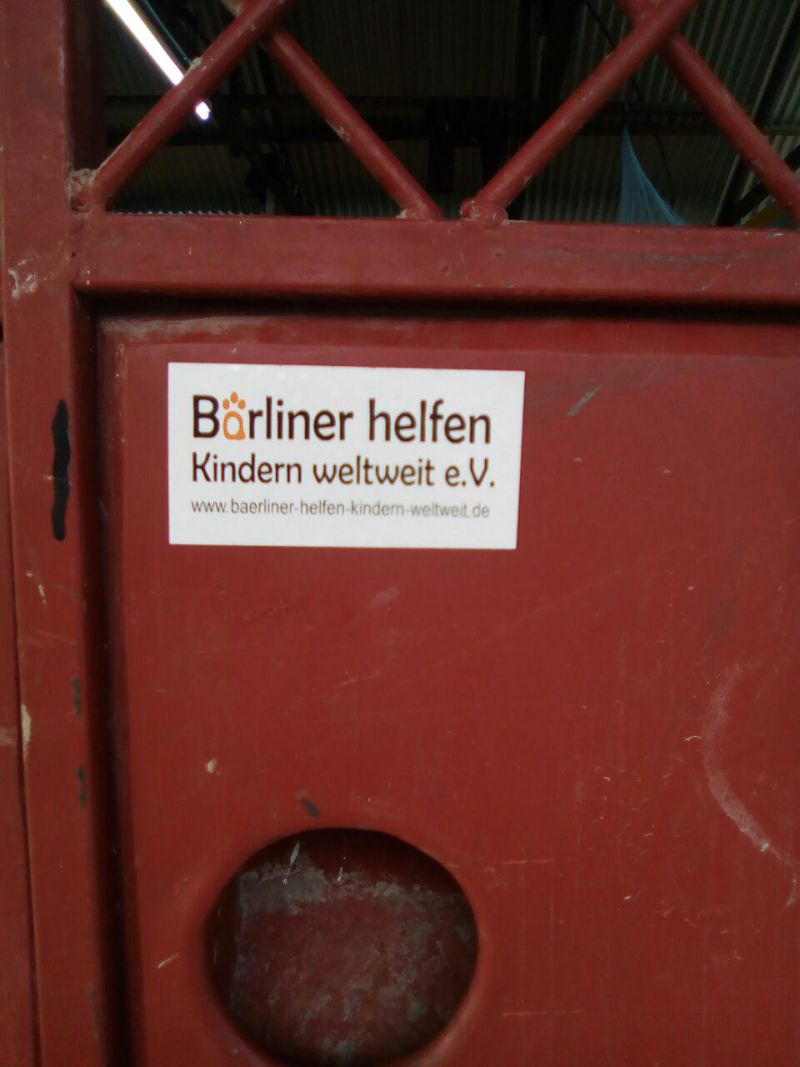 Bärliner helfen
Kindern weltweit e.V.
www.baerliner-helfen-kindern-weltweit.de